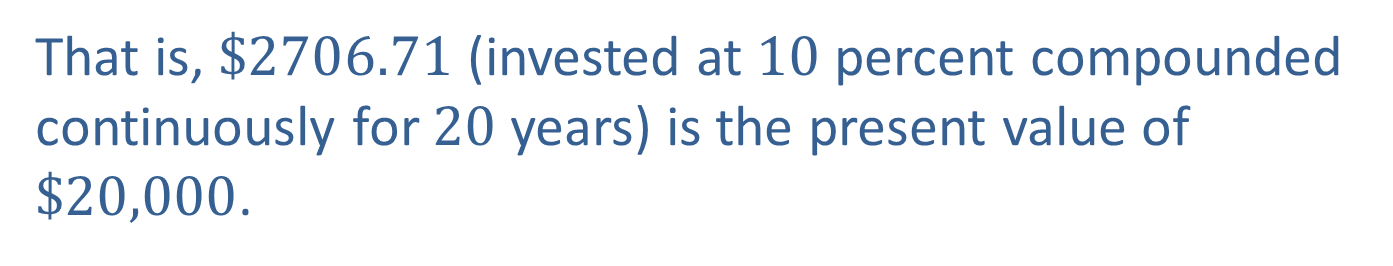 That is, $2706.71 (invested at 10 percent compounded
continuously for 20 years) is the present value of
$20,000.